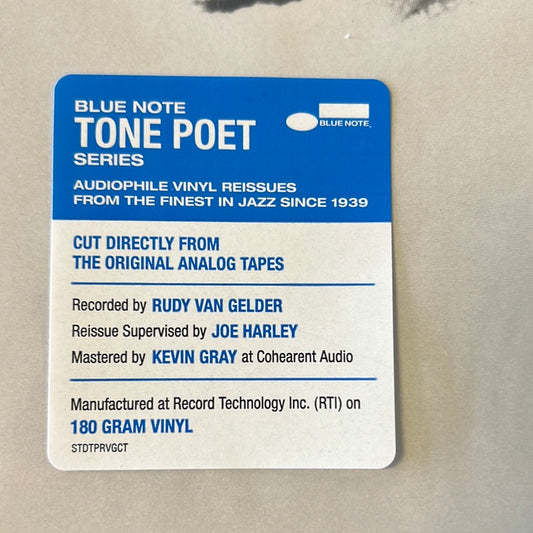 BLUE NOTE
TONE POET
SERIES
BLUE NOTE.
AUDIOPHILE VINYL REISSUES
FROM THE FINEST IN JAZZ SINCE 1939
CUT DIRECTLY FROM
THE ORIGINAL ANALOG TAPES
Recorded by RUDY VAN GELDER
Reissue Supervised by JOE HARLEY
Mastered by KEVIN GRAY at Cohearent Audio
Manufactured at Record Technology Inc. (RTI) on
180 GRAM VINYL
STDTPRVGCT